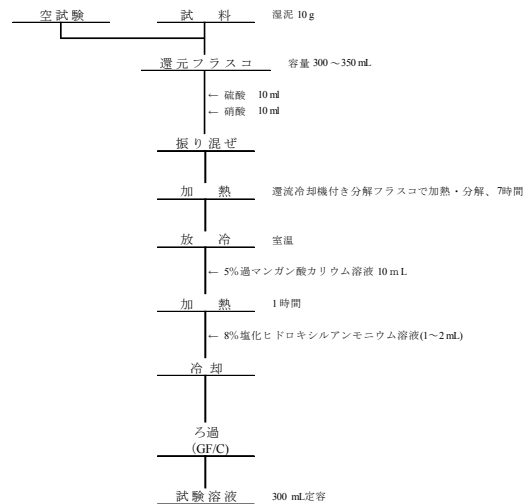 空試験 試料 湿泥 10 g
還元フラスコ 容量 300 ～350 mL
← 硫酸 10 ml
← 硝酸 10 ml
振り混ぜ
加熱 還流冷却機付き分解フラスコで加熱・分解、7時間
放冷 室温
← 5%過マンガン酸カリウム溶液 10 mL
加熱 1 時間
← 8%塩化ヒドロキシルアンモニウム溶液(1～2 mL)
冷却
ろ過
(GF/C)
試験溶液 300 mL定容